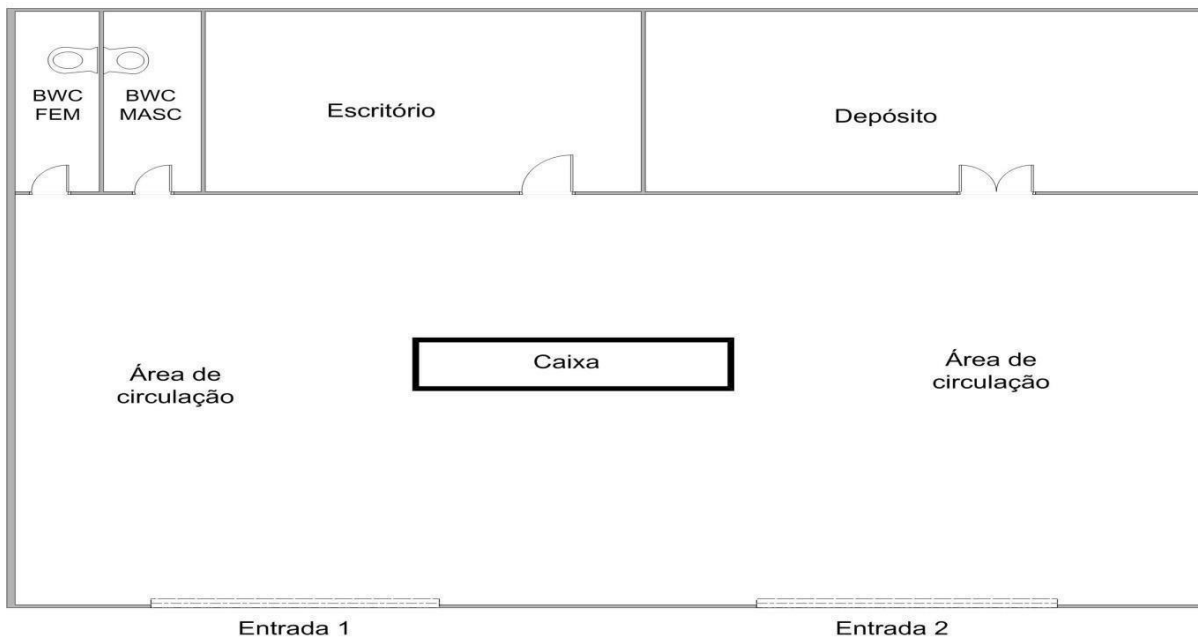 BWC
FEM
BWC
MASC
Escritório
Depósito
Área de
circulação
Caixa
Área de
circulação
Entrada 1
Entrada 2